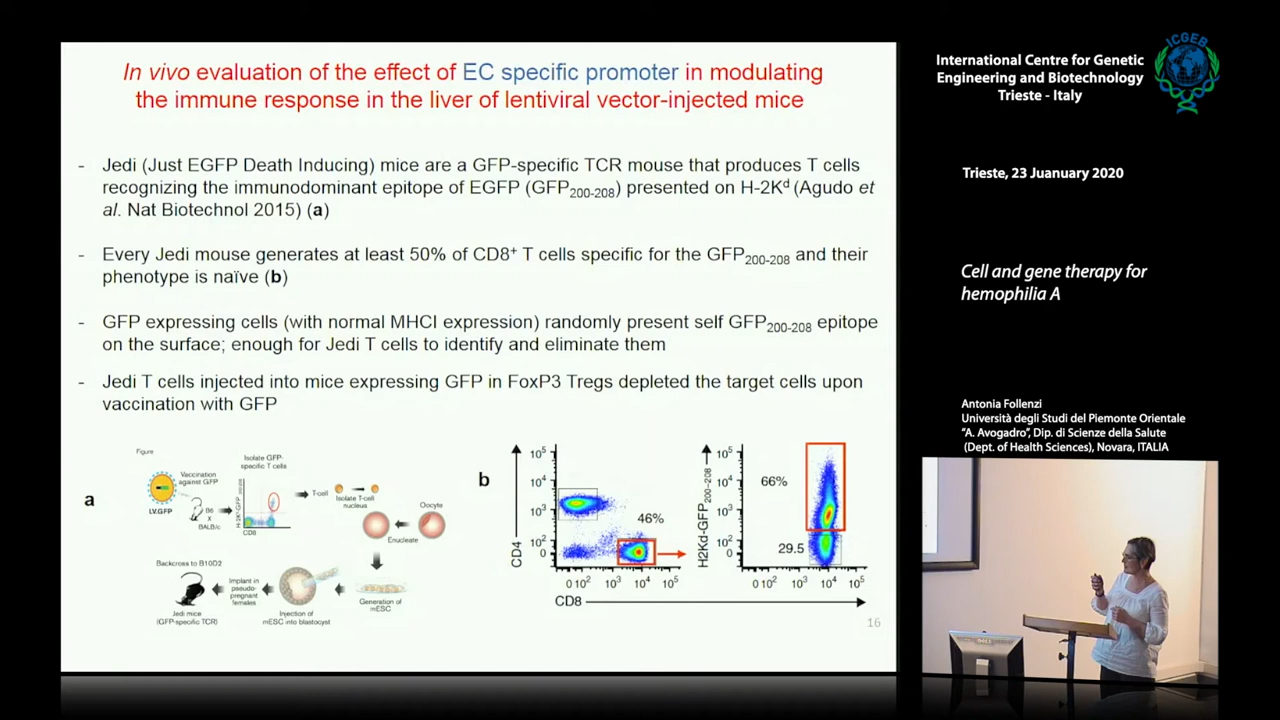 In vivo evaluation of the effect of EC specific promoter in modulating
the immune response in the liver of lentiviral vector-injected mice
- Jedi (Just EGFP Death Inducing) mice are a GFP-specific TCR mouse that produces T cells
recognizing the immunodominant epitope of EGFP (GFP200-208) presented on H-2Kd (Agudo et
al. Nat Biotechnol 2015) (a)
- Every Jedi mouse generates at least 50% of CD8+ T cells specific for the GFP200-208 and their
phenotype is naïve (b)
- GFP expressing cells (with normal MHCI expression) randomly present self GFP200-208 epitope
on the surface; enough for Jedi T cells to identify and eliminate them
- Jedi T cells injected into mice expressing GFP in FoxP3 Tregs depleted the target cells upon
vaccination with GFP
a
Figure
Vaccination
against GFP
LV.GFP
B6
X
BALB/c
Isolate GFP-
specific T cells
CD8
T-cell
Isolate T-cell
nucleus
Oocyte
Enucleate
Generation of
mESC
Injection of
mESC into blastocyst
Implant in
pseudo-
pregnant
females
Backcross to B10D2
Jedi mice
(GFP-specific TCR)
b
CD4
10⁵
10⁴
10³
10²
0
46%
0 10² 10³ 10⁴ 10⁵
H2Kd-GFP200-208
10⁵
10⁴
10³
10²
0
66%
29.5
0 10² 10³ 10⁴ 10⁵
CD8
16
International Centre for Genetic
Engineering and Biotechnology
Trieste - Italy
ICGEB
Trieste, 23 Juanuary 2020
Cell and gene therapy for
hemophilia A
Antonia Follenzi
Università degli Studi del Piemonte Orientale
“A. Avogadro”, Dip. di Scienze della Salute
(Dept. of Health Sciences), Novara, ITALIA